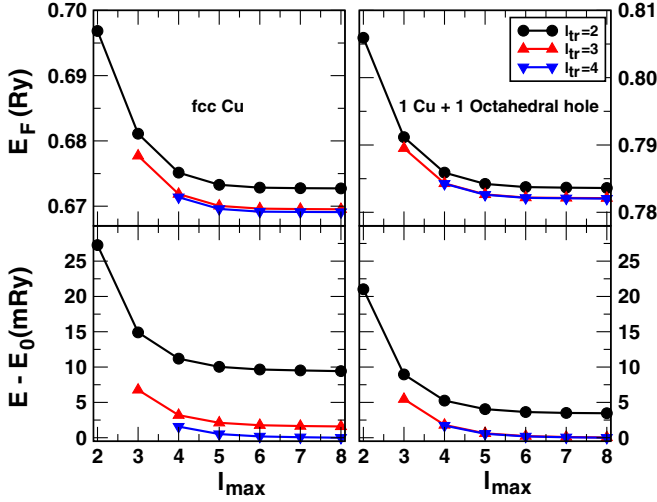 0.70
0.69
0.68
0.67
E_F (Ry)
fcc Cu
l_tr=2
l_tr=3
l_tr=4
1 Cu + 1 Octahedral hole
0.81
0.80
0.79
0.78
25
20
15
10
5
0
E - E_0(mRy)
25
20
15
10
5
0
2 3 4 5 6 7 8
2 3 4 5 6 7 8
l_max
l_max